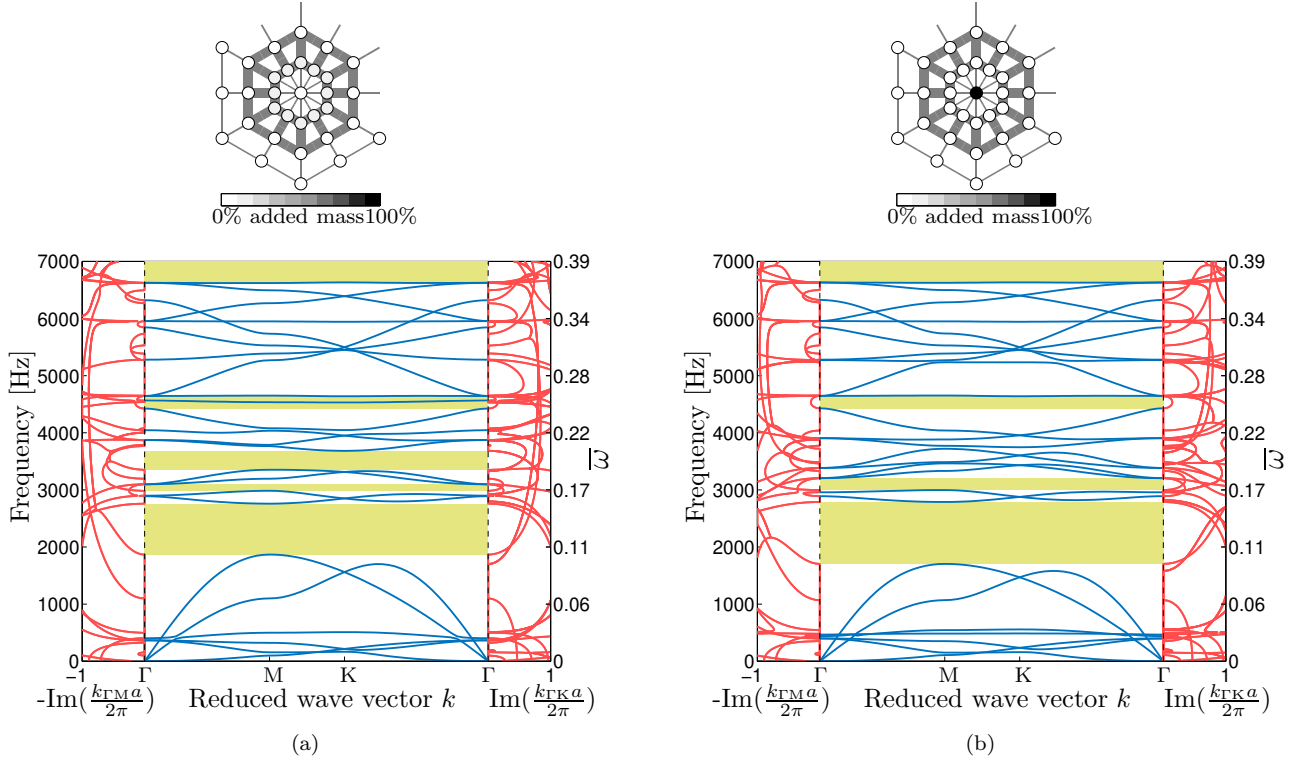 0% added mass100%
0% added mass100%
7000
6000
5000
4000
3000
2000
1000
0
Frequency [Hz]
0.39
0.34
0.28
0.22
0.17
0.11
0.06
0
ω̅
−1 Γ M K Γ 1
-Im(k_ΓM a/2π) Reduced wave vector k Im(k_ΓK a/2π)
(a)
7000
6000
5000
4000
3000
2000
1000
0
Frequency [Hz]
0.39
0.34
0.28
0.22
0.17
0.11
0.06
0
ω̅
−1 Γ M K Γ 1
-Im(k_ΓM a/2π) Reduced wave vector k Im(k_ΓK a/2π)
(b)